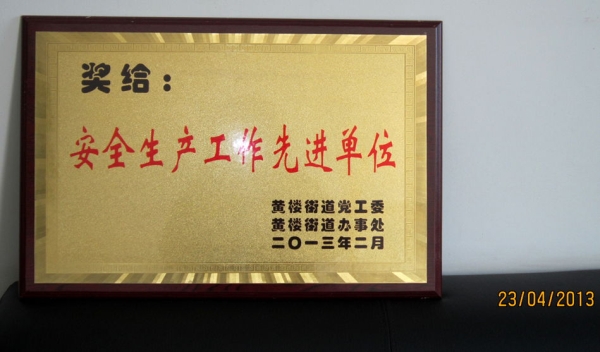 奖给：
安全生产工作先进单位
黄楼街道党工委
黄楼街道办事处
二〇一三年二月
23/04/2013